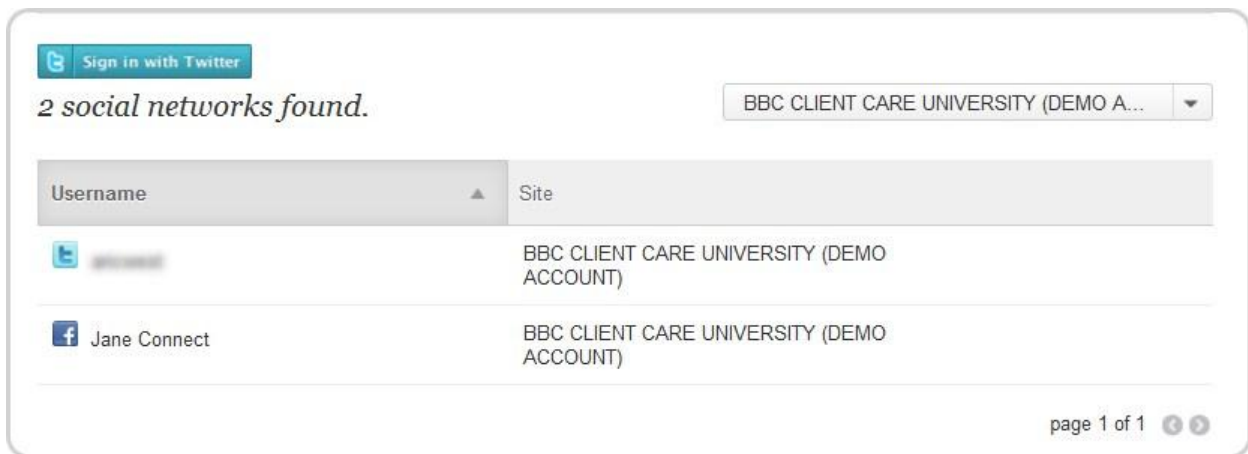 Sign in with Twitter
2 social networks found.
BBC CLIENT CARE UNIVERSITY (DEMO A...
Username
Site
BBC CLIENT CARE UNIVERSITY (DEMO
ACCOUNT)
Jane Connect
BBC CLIENT CARE UNIVERSITY (DEMO
ACCOUNT)
page 1 of 1